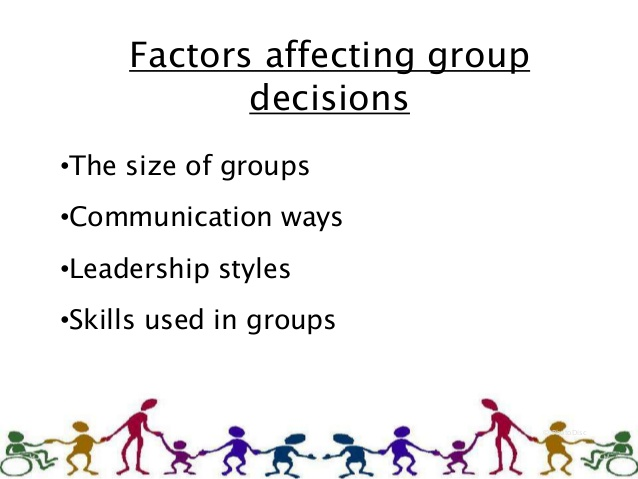 Factors affecting group
decisions
•The size of groups
•Communication ways
•Leadership styles
•Skills used in groups